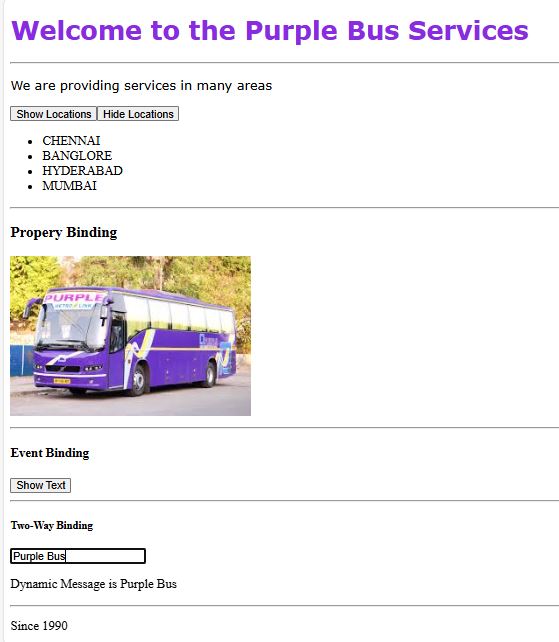 Welcome to the Purple Bus Services
We are providing services in many areas
Show Locations Hide Locations
CHENNAI
BANGLORE
HYDERABAD
MUMBAI
Propery Binding
PURPLE
METRO LINK
Event Binding
Show Text
Two-Way Binding
Purple Bus
Dynamic Message is Purple Bus
Since 1990